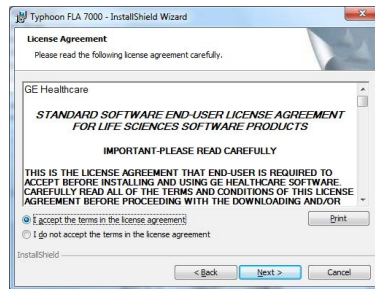 Typhoon FLA 7000 - InstallShield Wizard
License Agreement
Please read the following license agreement carefully.
GE Healthcare
STANDARD SOFTWARE END-USER LICENSE AGREEMENT
FOR LIFE SCIENCES SOFTWARE PRODUCTS
IMPORTANT-PLEASE READ CAREFULLY
THIS IS THE LICENSE AGREEMENT THAT END-USER IS REQUIRED TO
ACCEPT BEFORE INSTALLING AND USING GE HEALTHCARE SOFTWARE.
CAREFULLY READ ALL OF THE TERMS AND CONDITIONS OF THIS LICENSE
AGREEMENT BEFORE PROCEEDING WITH THE DOWNLOADING AND/OR
I accept the terms in the license agreement
Print
I do not accept the terms in the license agreement
InstallShield
< Back
Next >
Cancel